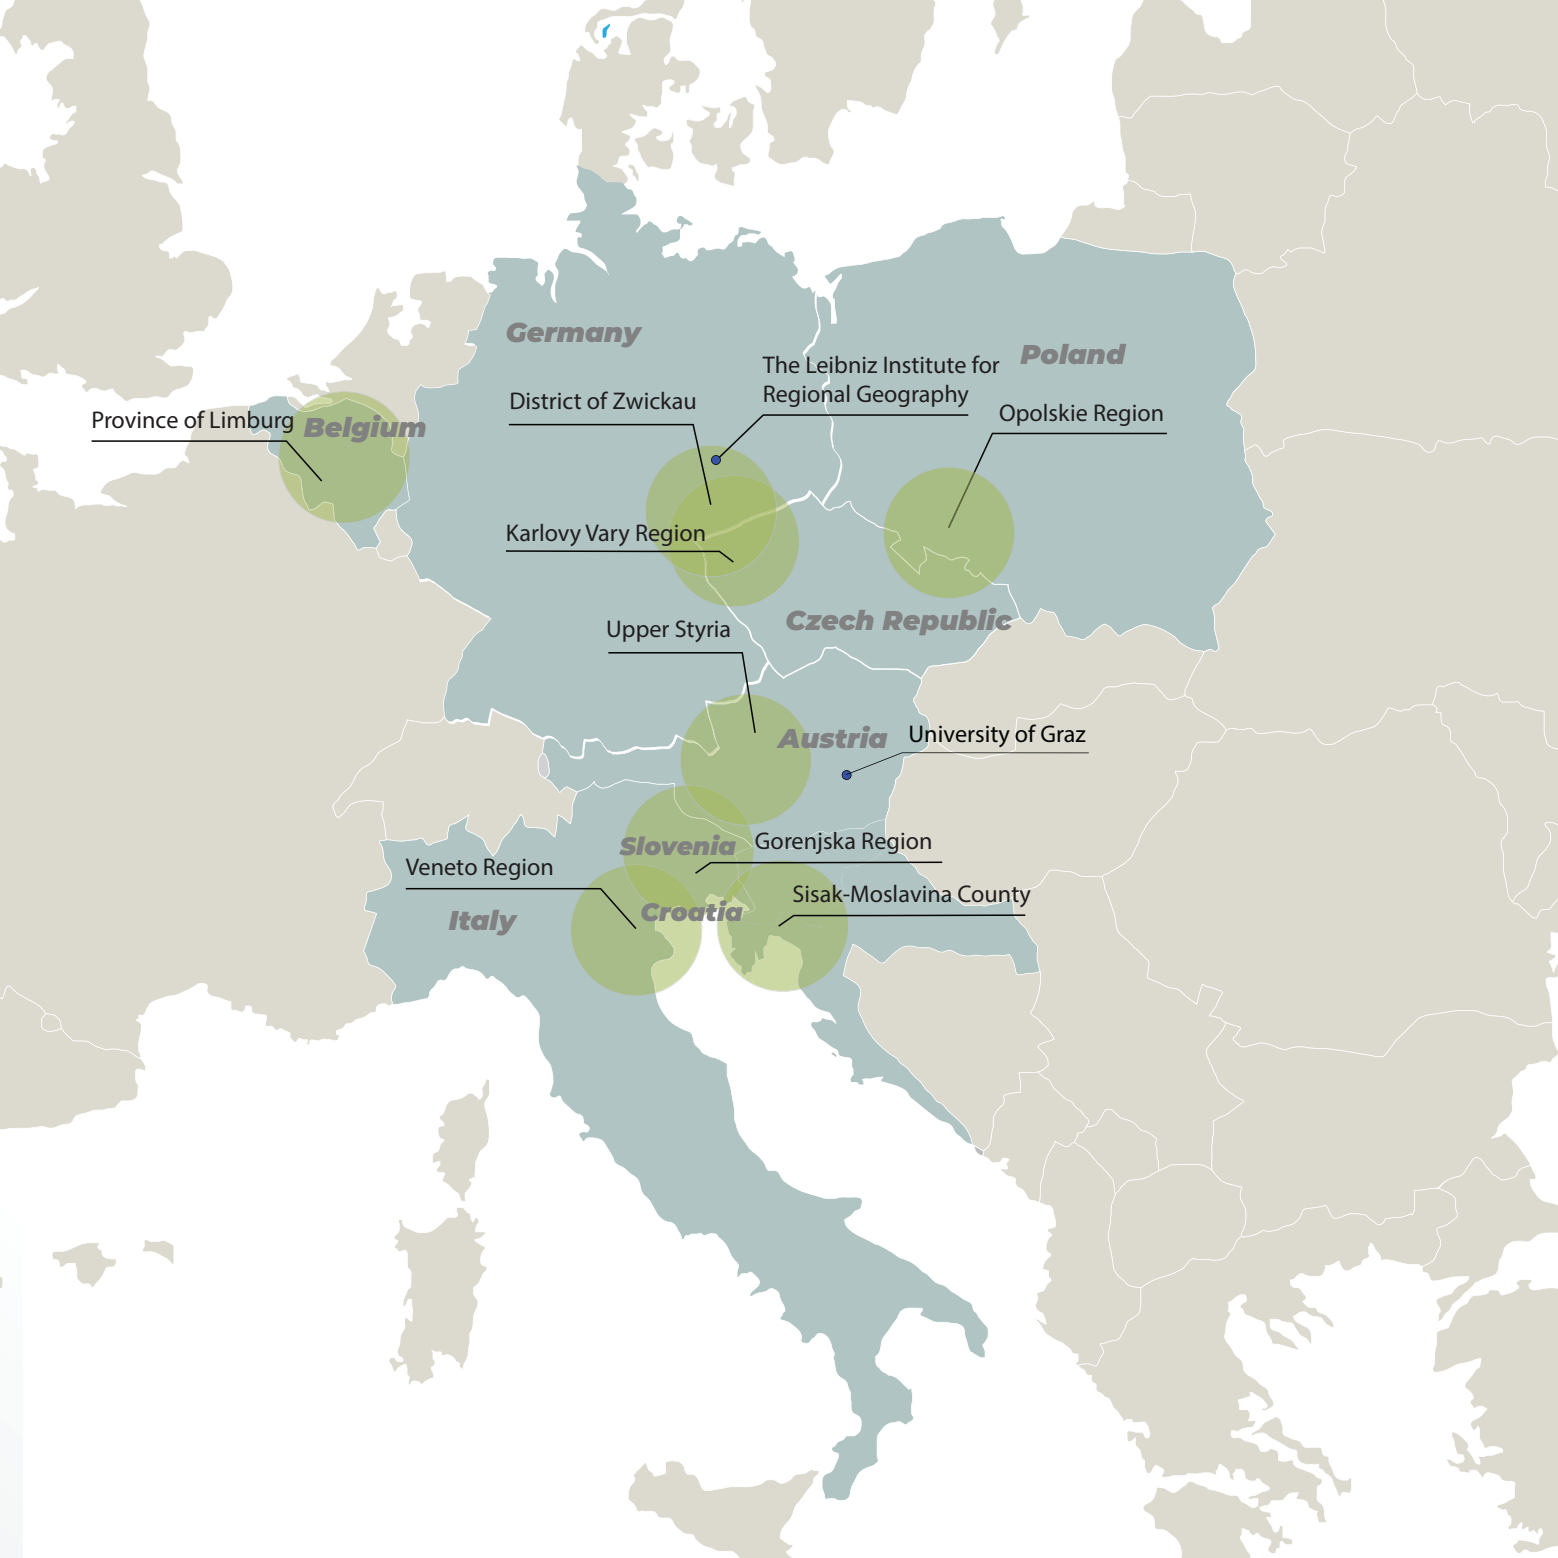 Germany
Poland
The Leibniz Institute for
Regional Geography
District of Zwickau
Opolskie Region
Province of Limburg
Belgium
Karlovy Vary Region
Czech Republic
Upper Styria
Austria
University of Graz
Slovenia
Gorenjska Region
Veneto Region
Sisak-Moslavina County
Croatia
Italy